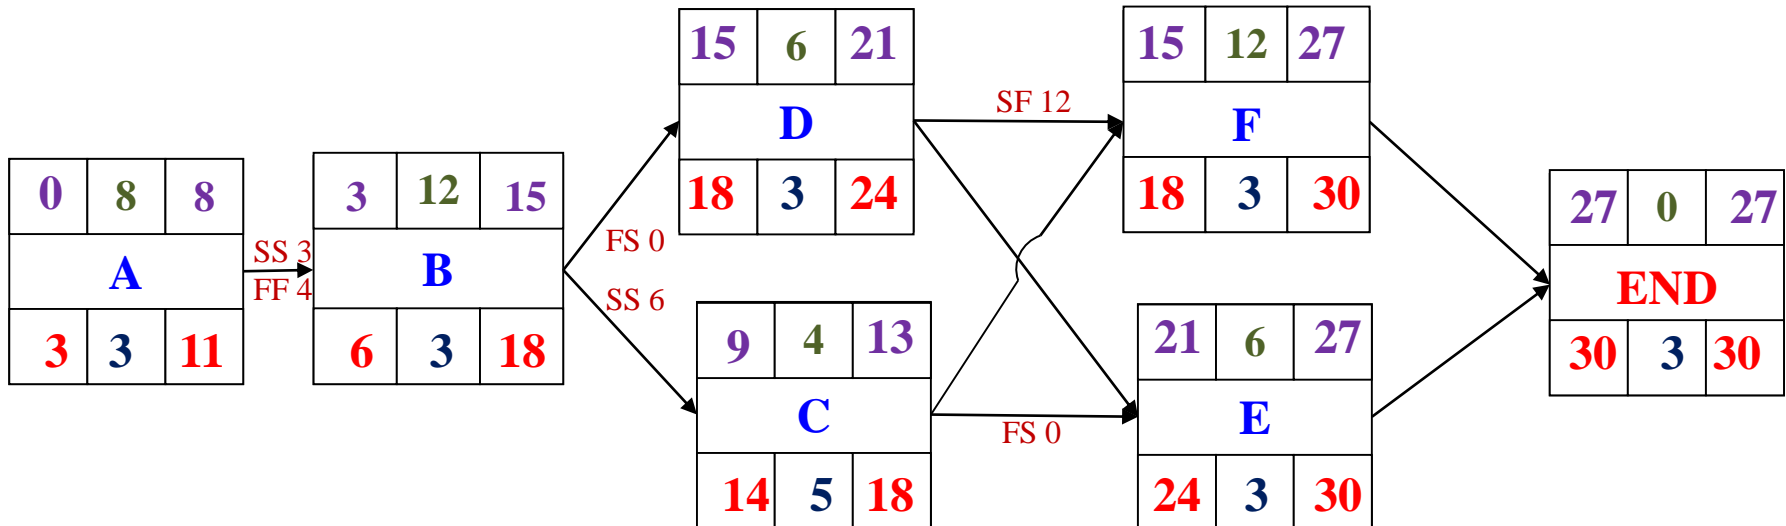 0 8 8
A
3 3 11
SS 3
FF 4
3 12 15
B
6 3 18
FS 0
SS 6
15 6 21
D
18 3 24
9 4 13
C
14 5 18
SF 12
FS 0
15 12 27
F
18 3 30
21 6 27
E
24 3 30
27 0 27
END
30 3 30